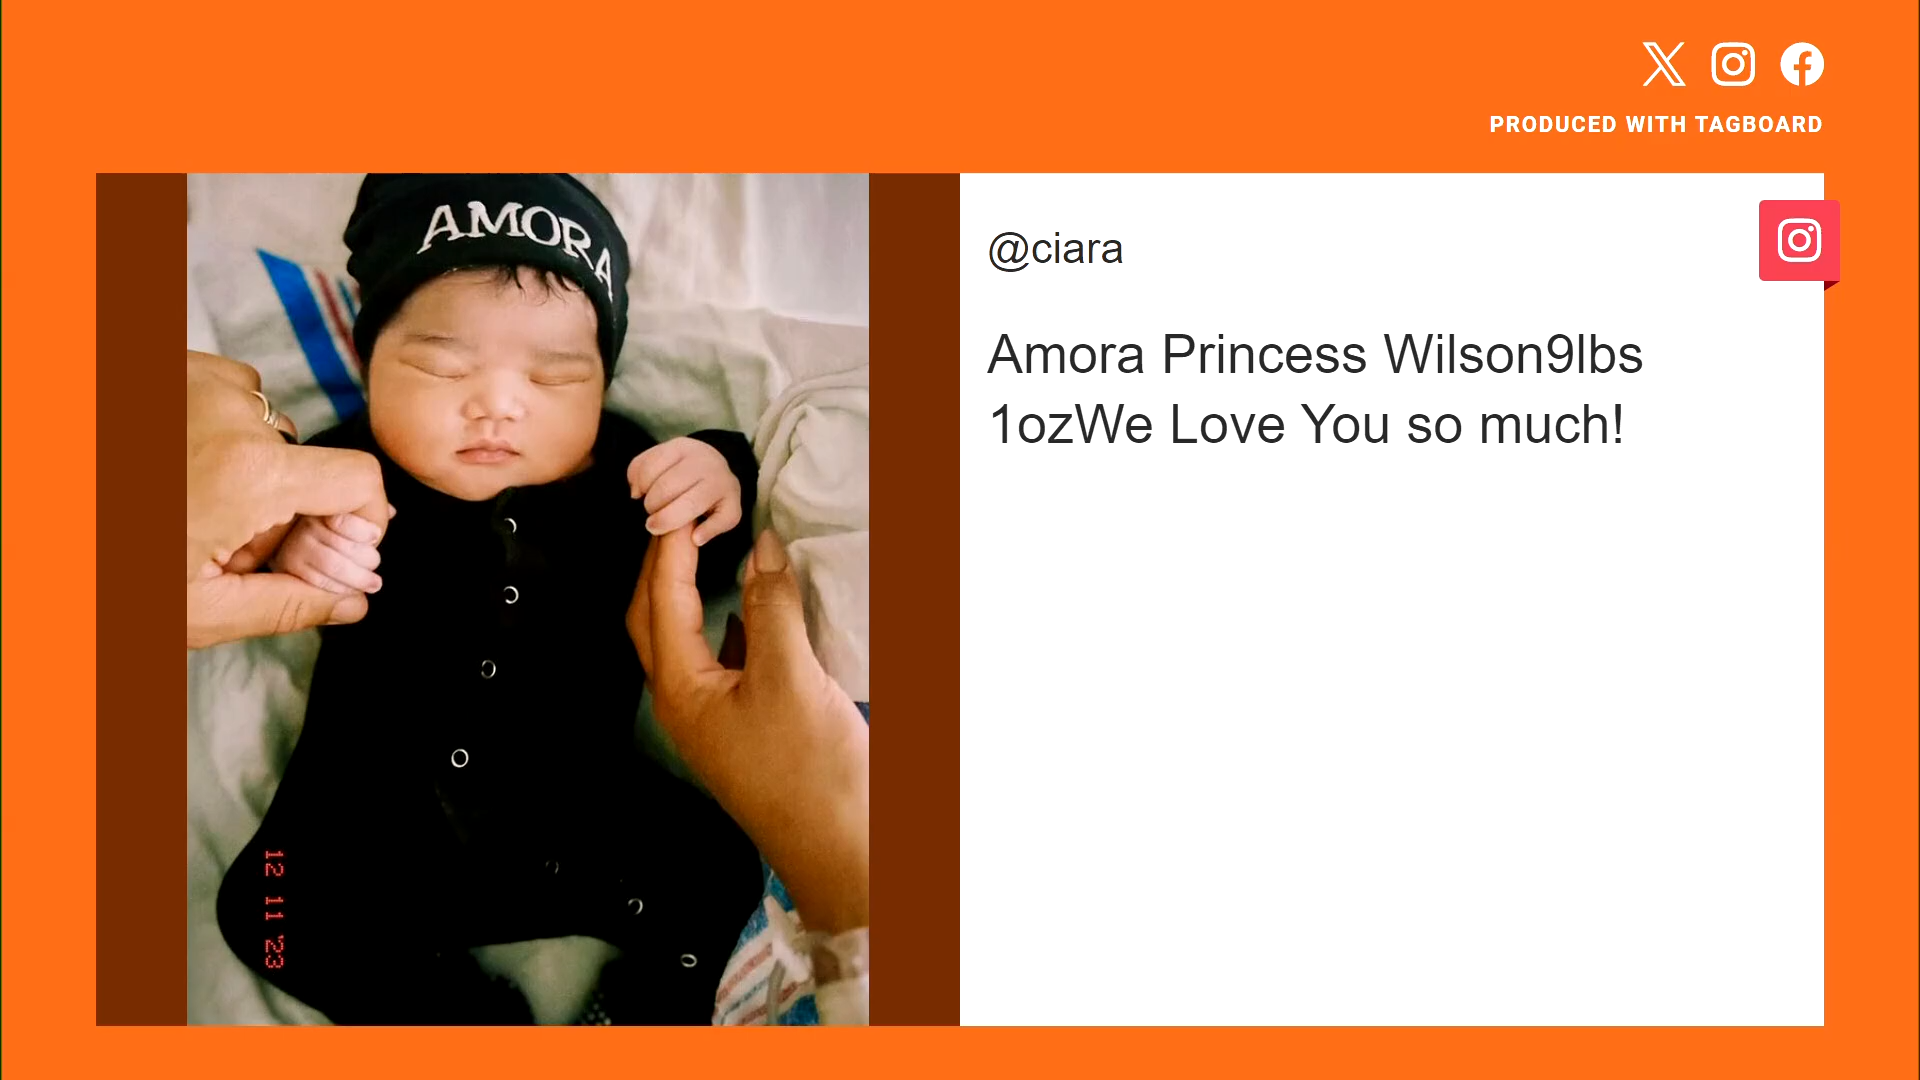 PRODUCED WITH TAGBOARD
AMORA
12 11 '23
@ciara
Amora Princess Wilson9lbs
1ozWe Love You so much!